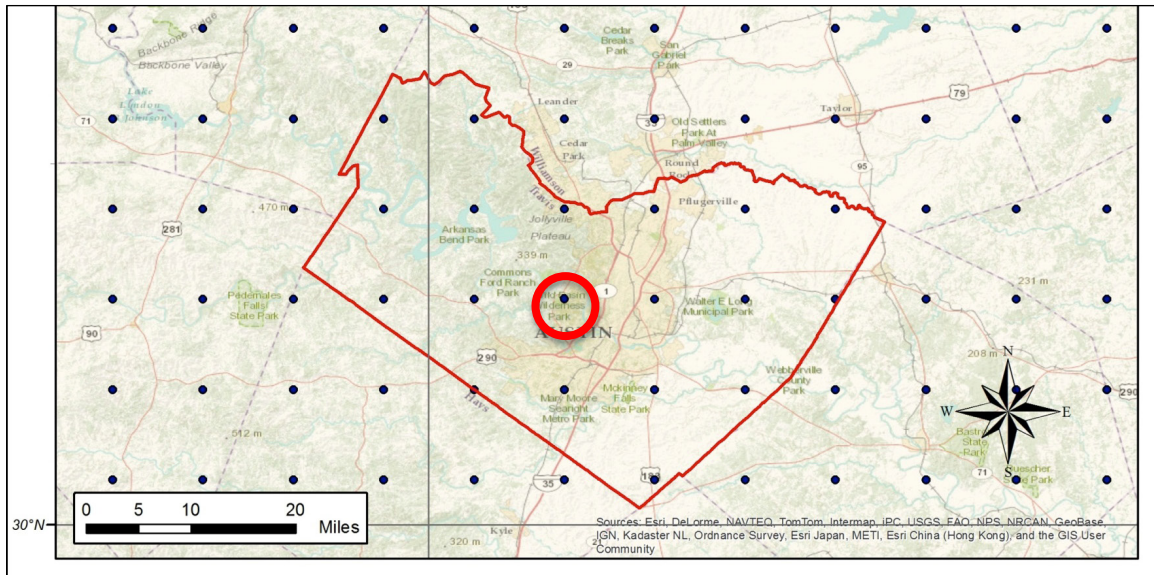 Cedar
Breaks
Park
San
Gabriel
Park
Backbone Ridge
Backbone Valley
29
79
Lake
Lyndon
B Johnson
71
Leander
Taylor
35
Old Settlers
Park At
Palm Valley
Cedar
Park
Round
Rock
95
Williamson
Travis
470 m
Pflugerville
281
Jollyville
Plateau
Arkansas
Bend Park
339 m
Commons
Ford Ranch
Park
1
231 m
Pedernales
Falls
State Park
Wilderness
Park
Walter E Long
Municipal Park
90
AUSTIN
290
208 m
N
Webberville
County
Park
Hays
Mary Moore
Searight
Metro Park
Mckinney
Falls
State Park
290
W
E
512 m
Bastrop
State
Park
S
71
Buescher
State Park
183
35
0
5
10
20
Miles
30°N
Kyle
320 m
21
Sources: Esri, DeLorme, NAVTEQ, TomTom, Intermap, iPC, USGS, FAO, NPS, NRCAN, GeoBase,
IGN, Kadaster NL, Ordnance Survey, Esri Japan, METI, Esri China (Hong Kong), and the GIS User
Community